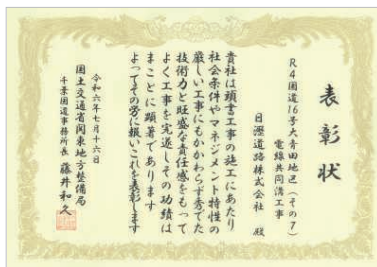 表彰状
R4国道16号大青田地区（その7）
電線共同溝工事
日瀝道路株式会社 殿
貴社は頭書工事の施工にあたり
社会条件やマネジメント特性の
厳しい工事にもかかわらず秀でた
技術力と旺盛な責任感をもって
よく工事を完遂しその功績は
まことに顕著であります
よってその労に報いこれを表彰します
令和六年七月十六日
国土交通省関東地方整備局
千葉国道事務所長 藤井和久